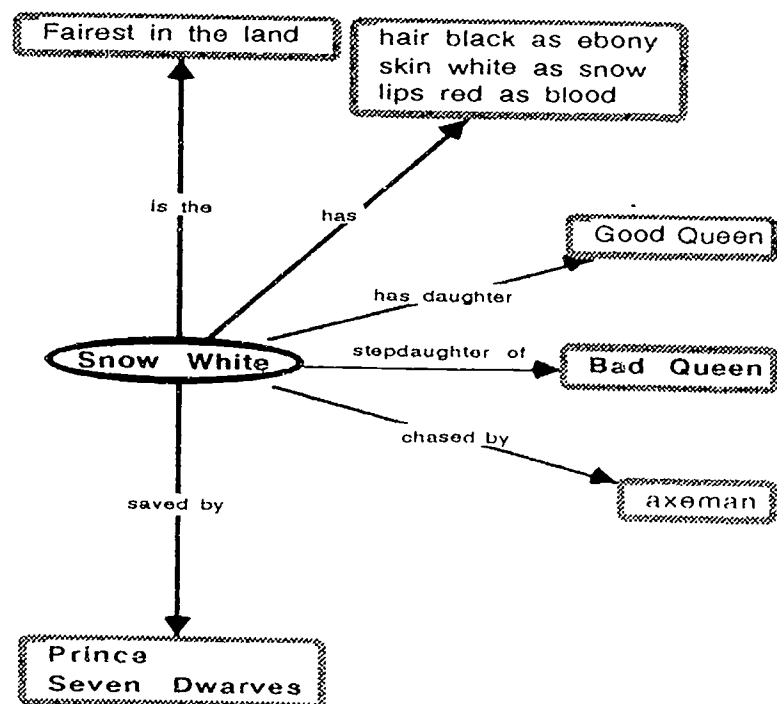 Fairest in the land
hair black as ebony
skin white as snow
lips red as blood
is the
has
Good Queen
has daughter
Snow White
stepdaughter of
Bad Queen
chased by
axeman
saved by
Prince
Seven Dwarves